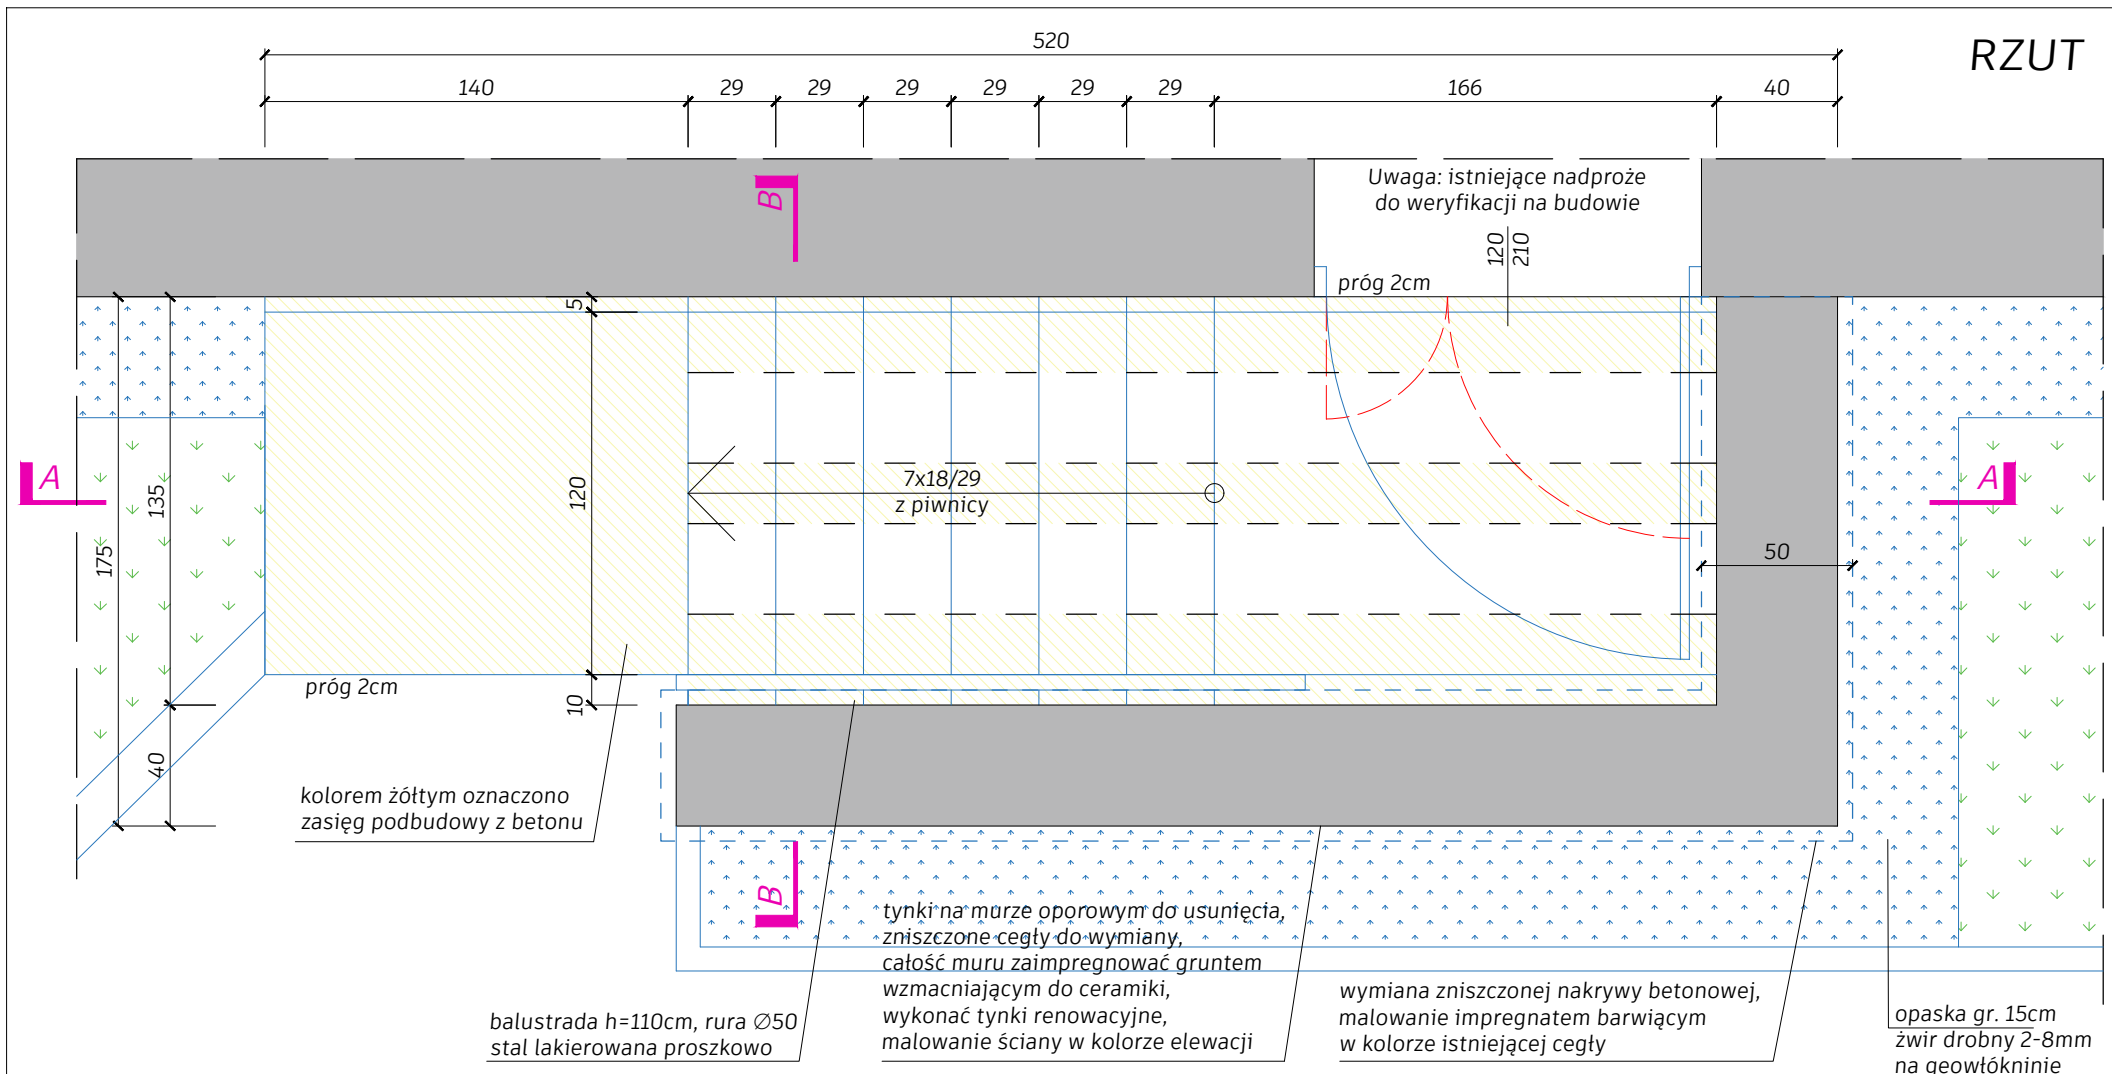 RZUT
520
140
29
29
29
29
29
29
166
40
B
Uwaga: istniejące nadproże
do weryfikacji na budowie
120
210
próg 2cm
5
A
135
175
120
7x18/29
z piwnicy
A
50
próg 2cm
10
40
kolorem żółtym oznaczono
zasięg podbudowy z betonu
B
tynki na murze oporowym do usunięcia,
zniszczone cegły do wymiany,
całość muru zaimpregnować gruntem
wzmacniającym do ceramiki,
wykonać tynki renowacyjne,
malowanie ściany w kolorze elewacji
balustrada h=110cm, rura ∅50
stal lakierowana proszkowo
wymiana zniszczonej nakrywy betonowej,
malowanie impregnatem barwiącym
w kolorze istniejącej cegły
opaska gr. 15cm
żwir drobny 2-8mm
na geowłókninie